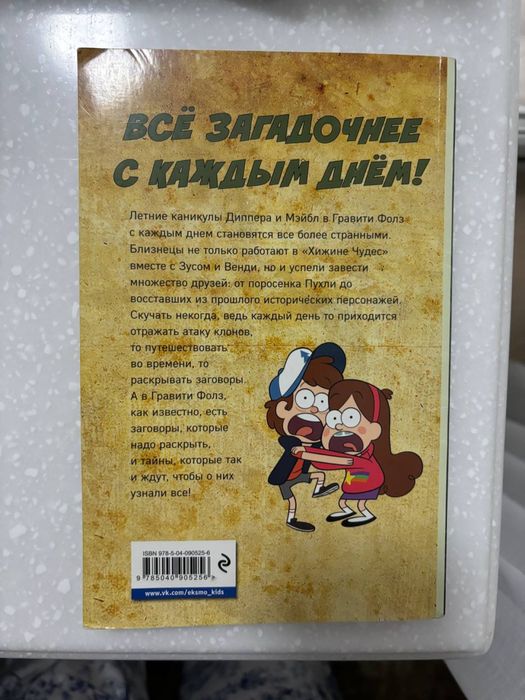 ВСЁ ЗАГАДОЧНЕЕ
С КАЖДЫМ ДНЁМ!
Летние каникулы Диппера и Мэйбл в Гравити Фолз
с каждым днем становятся все более странными.
Близнецы не только работают в «Хижине Чудес»
вместе с Зусом и Венди, но и успели завести
множество друзей: от поросенка Пухли до
восставших из прошлого исторических персонажей.
Скучать некогда, ведь каждый день то приходится
отражать атаку клонов,
то путешествовать
во времени, то
раскрывать заговоры.
А в Гравити Фолз,
как известно, есть
заговоры, которые
надо раскрыть,
и тайны, которые так
и ждут, чтобы о них
узнали все!
ISBN 978-5-04-090525-6
9 785040 905256 >
www.vk.com/eksmo_kids